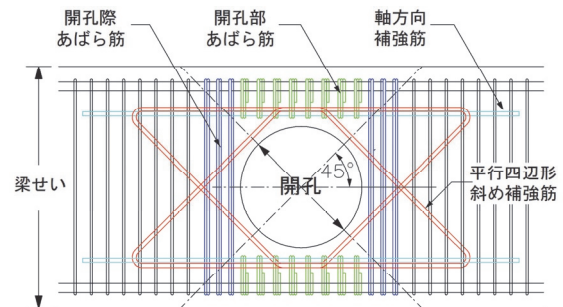 開孔際
あばら筋
開孔部
あばら筋
軸方向
補強筋
梁せい
45°
開孔
平行四辺形
斜め補強筋